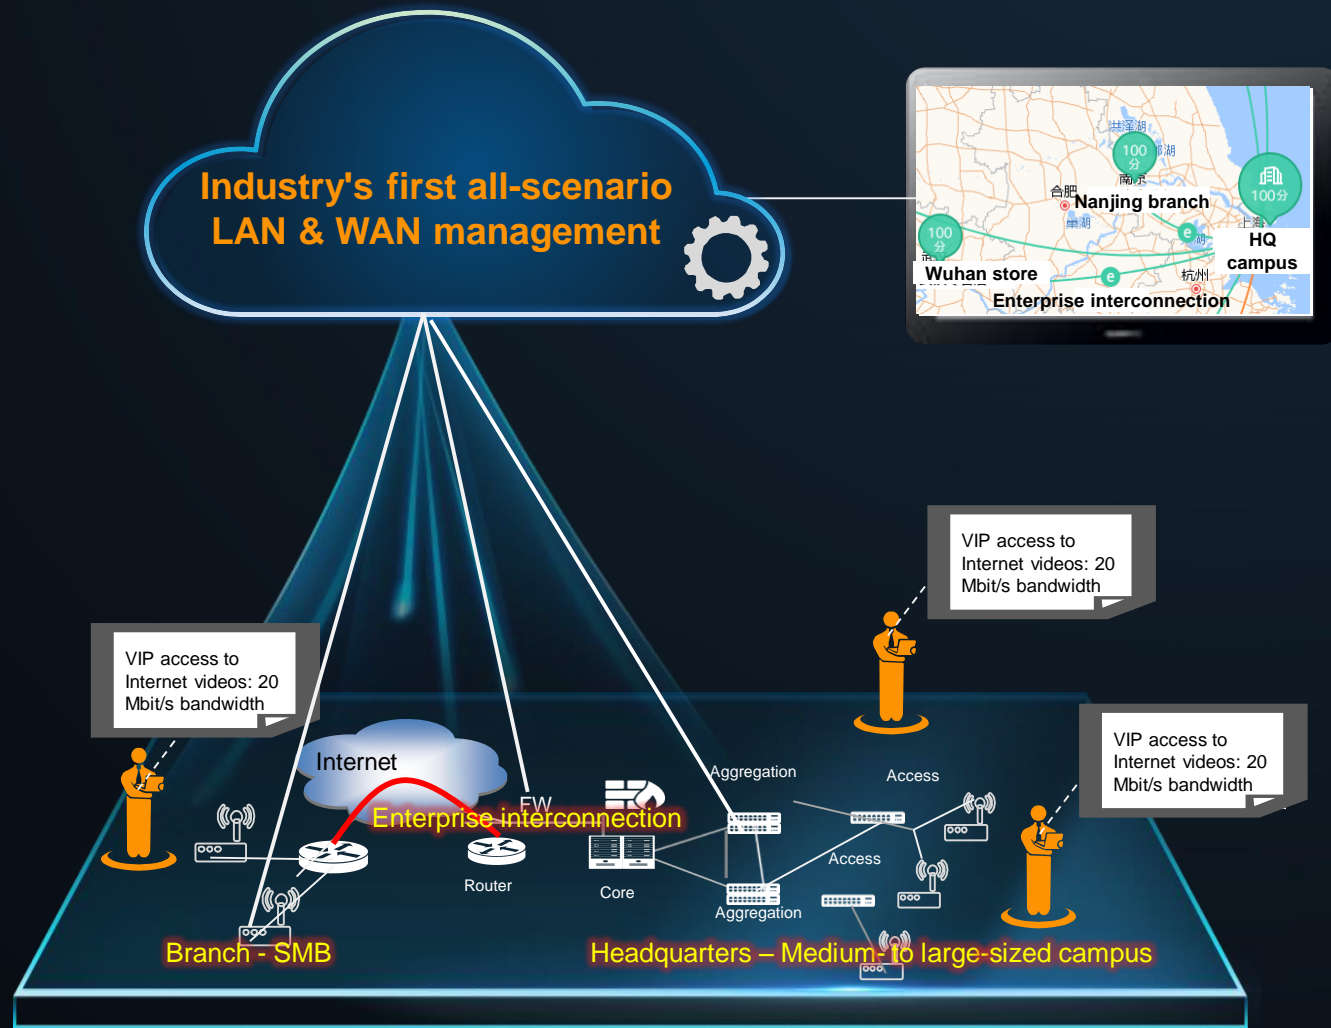 Industry's first all-scenario
LAN & WAN management
洪泽湖
100
分
南京
合肥
Nanjing branch
100分
上海
巢湖
湖
HQ
campus
100
分
Wuhan store
杭州
Enterprise interconnection
VIP access to
Internet videos: 20
Mbit/s bandwidth
VIP access to
Internet videos: 20
Mbit/s bandwidth
VIP access to
Internet videos: 20
Mbit/s bandwidth
Internet
FW
Enterprise interconnection
Aggregation
Access
Access
Router
Core
Aggregation
Branch - SMB
Headquarters – Medium- to large-sized campus